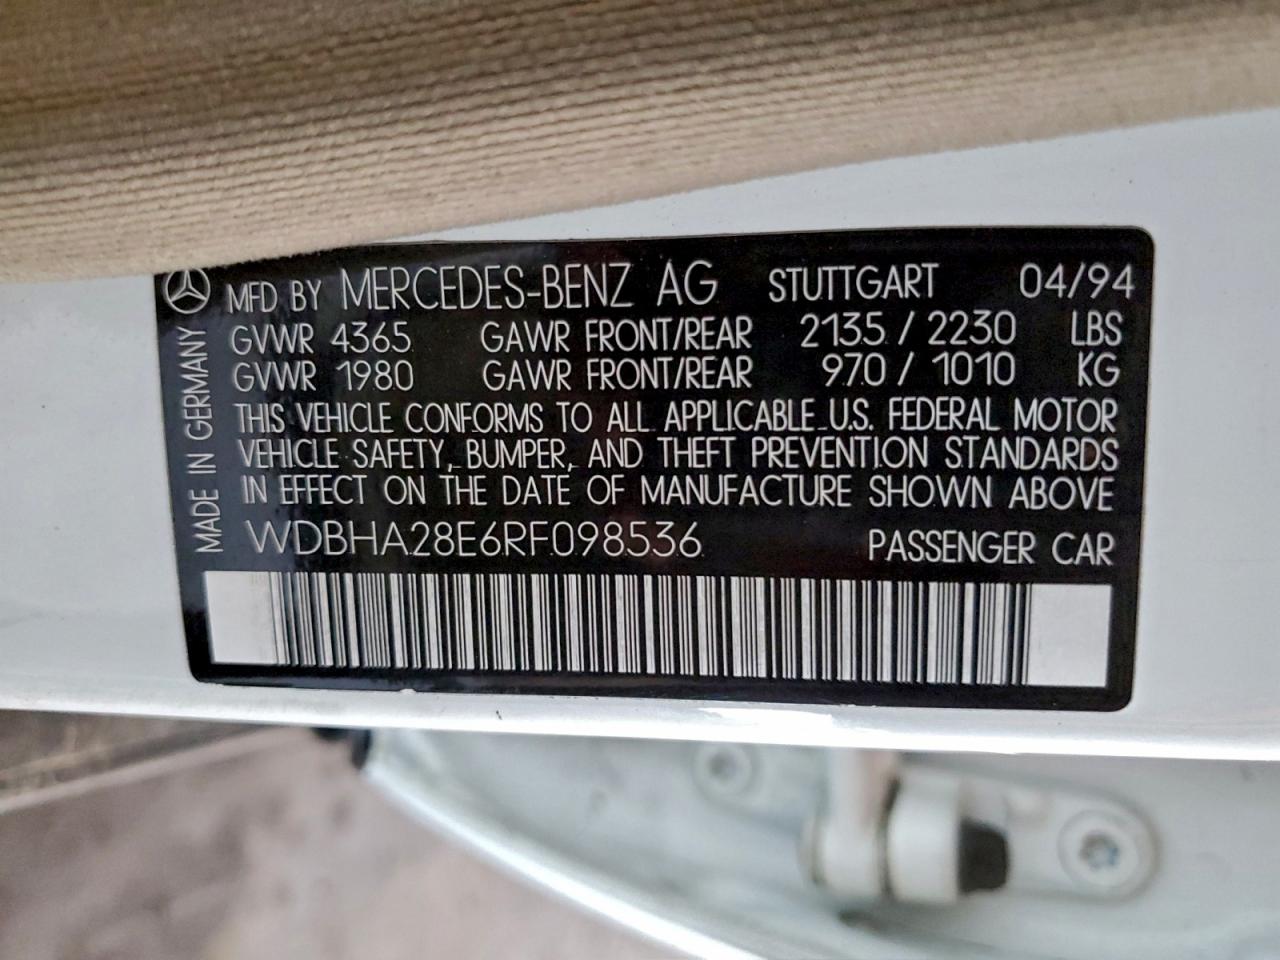 MFD. BY MERCEDES-BENZ AG STUTTGART 04/94
GVWR 4365 GAWR FRONT/REAR 2135 / 2230 LBS
GVWR 1980 GAWR FRONT/REAR 970 / 1010 KG
THIS VEHICLE CONFORMS TO ALL APPLICABLE U.S. FEDERAL MOTOR
VEHICLE SAFETY, BUMPER, AND THEFT PREVENTION STANDARDS
IN EFFECT ON THE DATE OF MANUFACTURE SHOWN ABOVE
WDBHA28E6RF098536 PASSENGER CAR
MADE IN GERMANY